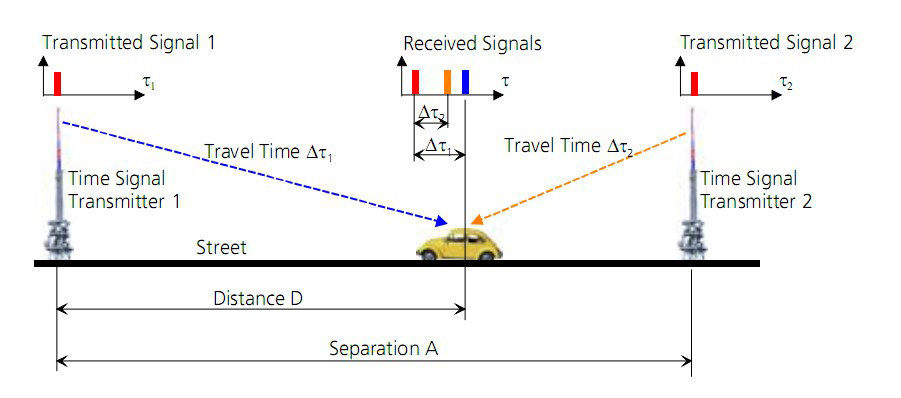 Transmitted Signal 1
Received Signals
Transmitted Signal 2
τ1
τ
τ2
Δτ2
Δτ1
Travel Time Δτ1
Travel Time Δτ2
Time Signal
Transmitter 1
Time Signal
Transmitter 2
Street
Distance D
Separation A